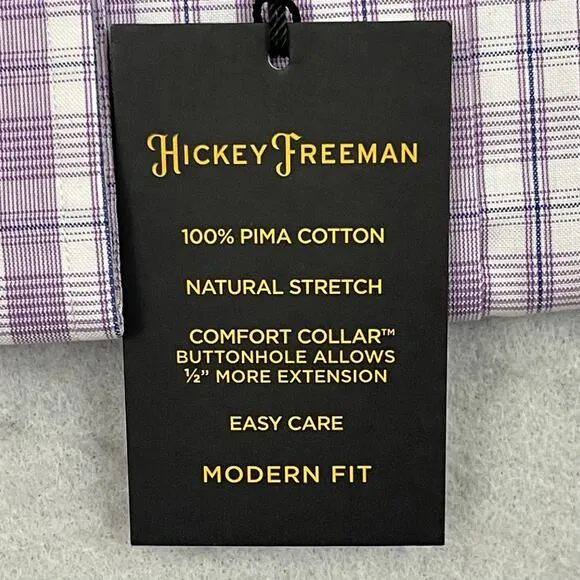 HICKEY FREEMAN
100% PIMA COTTON
NATURAL STRETCH
COMFORT COLLAR™
BUTTONHOLE ALLOWS
½” MORE EXTENSION
EASY CARE
MODERN FIT